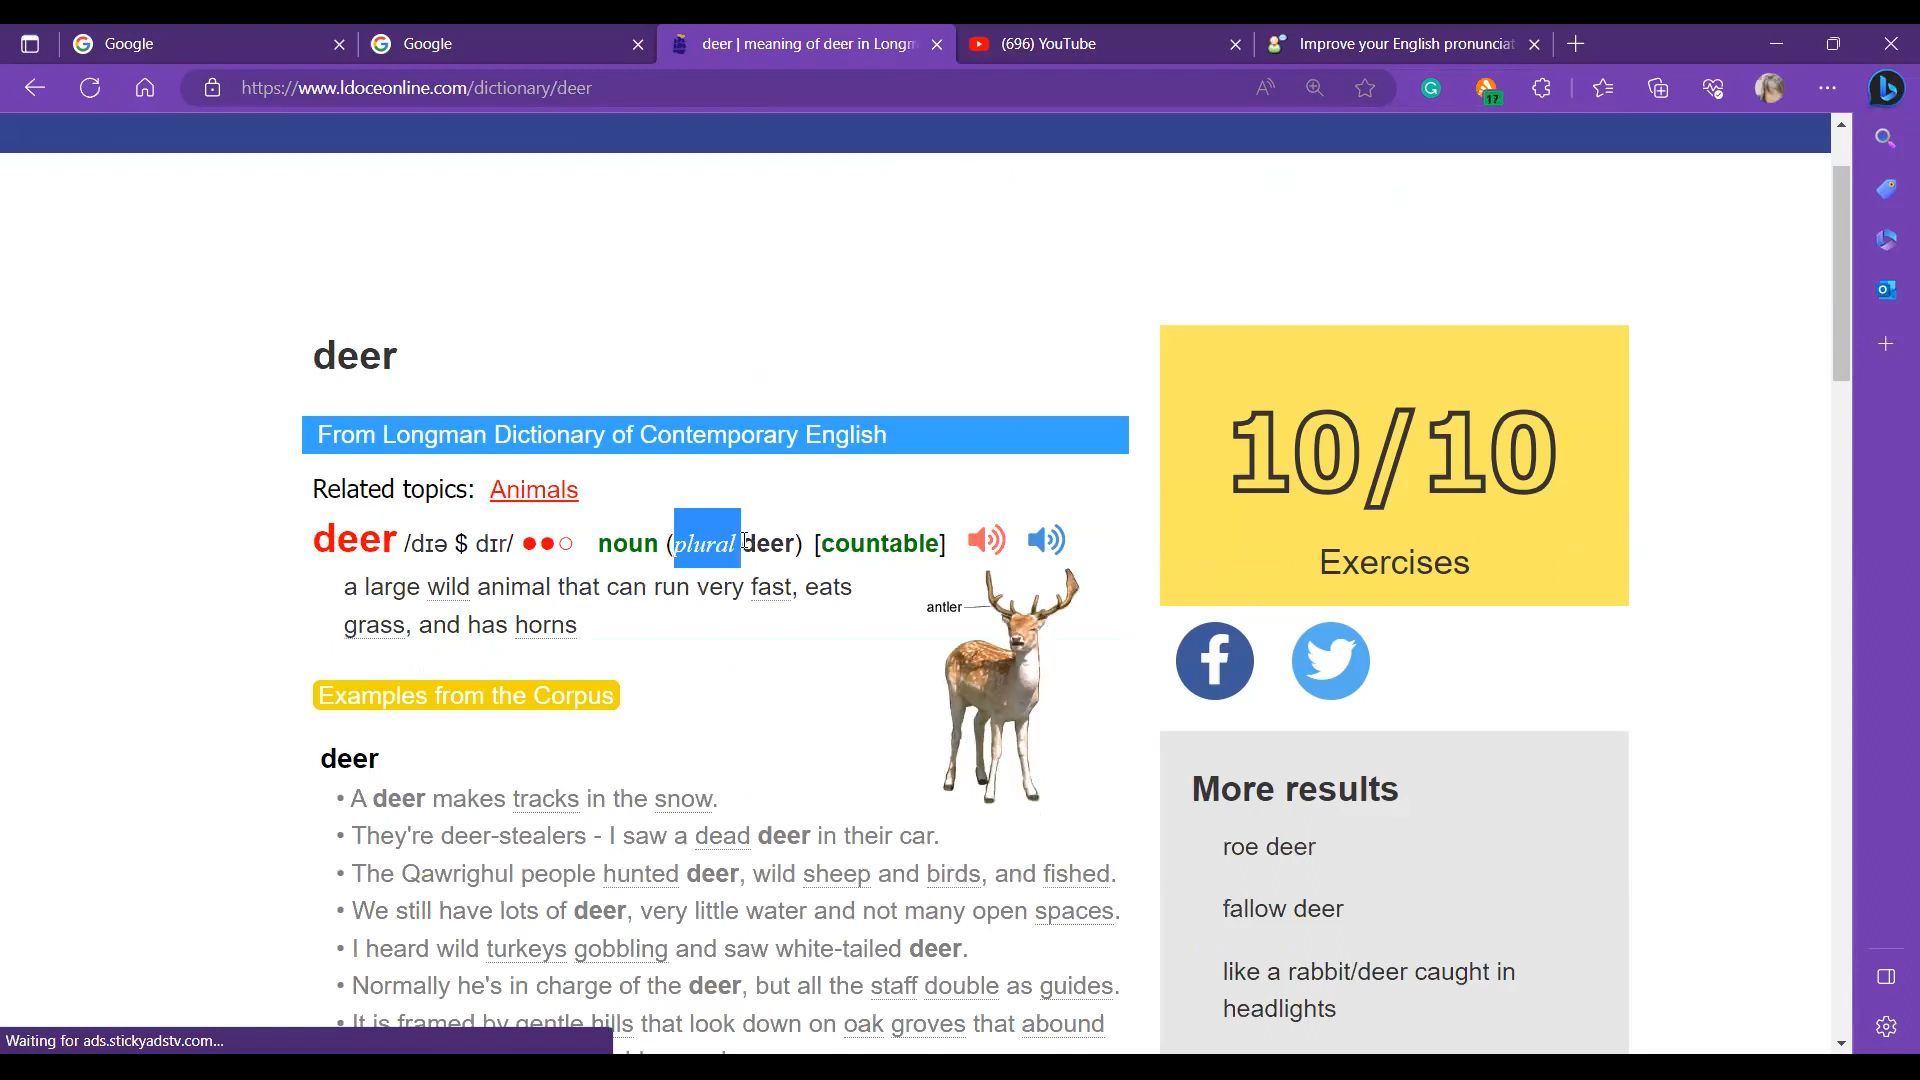 Google
Google
deer | meaning of deer in Longm
(696) YouTube
Improve your English pronunciat
https://www.ldoceonline.com/dictionary/deer
17
deer
From Longman Dictionary of Contemporary English
Related topics: Animals
deer /dɪə $ dɪr/ ●●○ noun (plural deer) [countable]
a large wild animal that can run very fast, eats
grass, and has horns
antler
Examples from the Corpus
deer
• A deer makes tracks in the snow.
• They're deer-stealers - I saw a dead deer in their car.
• The Qawrighul people hunted deer, wild sheep and birds, and fished.
• We still have lots of deer, very little water and not many open spaces.
• I heard wild turkeys gobbling and saw white-tailed deer.
• Normally he's in charge of the deer, but all the staff double as guides.
• It is framed by gentle hills that look down on oak groves that abound
10/10
Exercises
More results
roe deer
fallow deer
like a rabbit/deer caught in
headlights
Waiting for ads.stickyadstv.com...